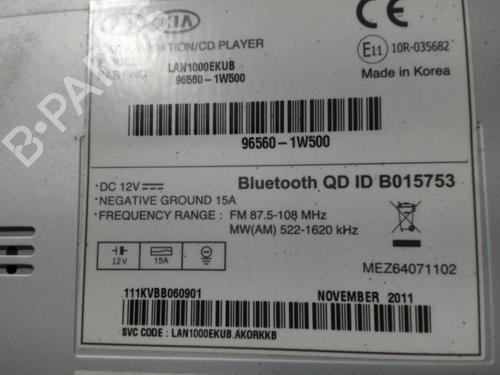 KIA
CD PLAYER
LAN1000EKUB
96560-1W500
E11 10R-035682
Made in Korea
96560-1W500
Bluetooth QD ID B015753
DC 12V
NEGATIVE GROUND 15A
FREQUENCY RANGE : FM 87.5-108 MHz
MW(AM) 522-1620 kHz
12V 15A
MEZ64071102
111KVBB060901 NOVEMBER 2011
SVC CODE : LAN1000EKUB.AKORKKB
B-PARTS